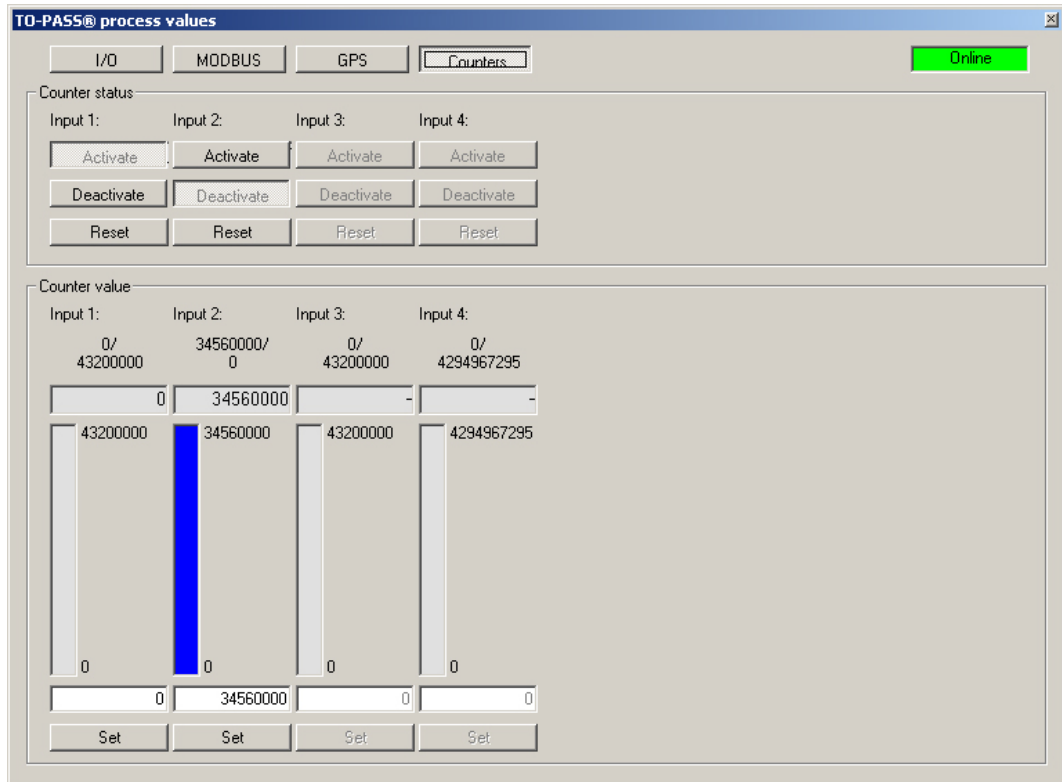 TO-PASS® process values
I/O MODBUS GPS Counters Online
Counter status
Input 1: Input 2: Input 3: Input 4:
Activate Activate Activate Activate
Deactivate Deactivate Deactivate Deactivate
Reset Reset Reset Reset
Counter value
Input 1: Input 2: Input 3: Input 4:
0/ 34560000/ 0/ 0/
43200000 0 43200000 4294967295
0 34560000 - -
43200000 34560000 43200000 4294967295
0 0 0 0
0 34560000 0 0
Set Set Set Set